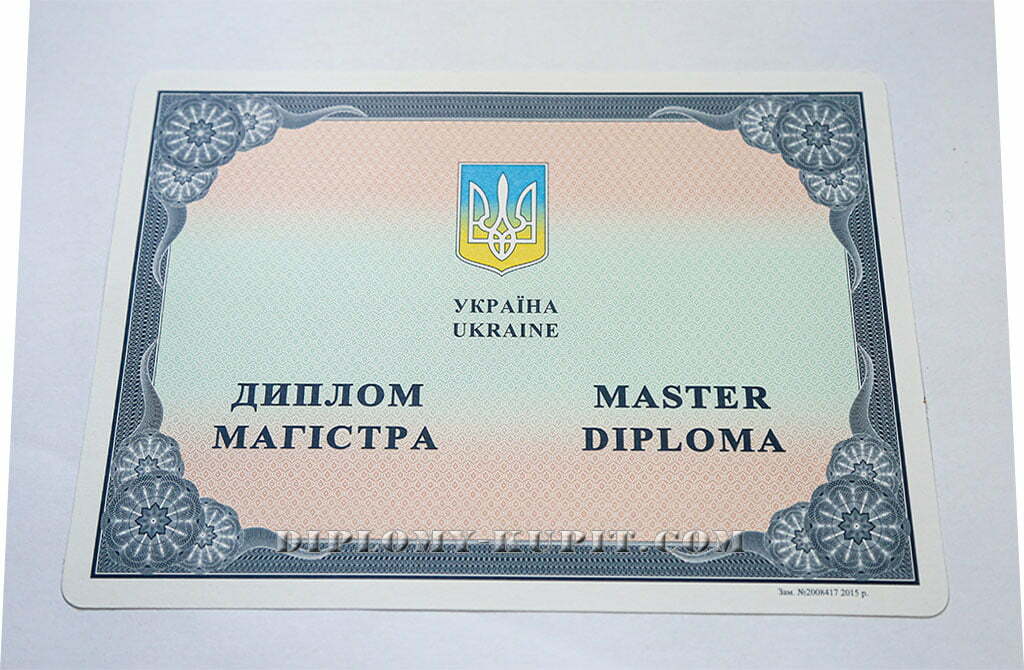 УКРАЇНА
UKRAINE
ДИПЛОМ
МАГІСТРА
MASTER
DIPLOMA
DIPLOMY-KUPIT.COM
Зам. №2008417 2015 р.